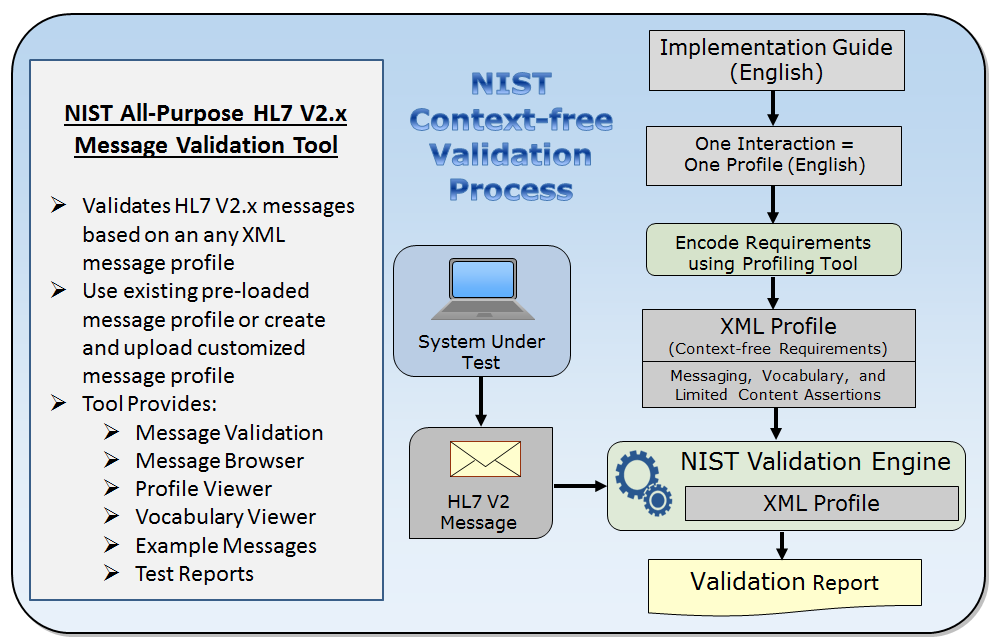 NIST All-Purpose HL7 V2.x
Message Validation Tool
Validates HL7 V2.x messages
based on an any XML
message profile
Use existing pre-loaded
message profile or create
and upload customized
message profile
Tool Provides:
Message Validation
Message Browser
Profile Viewer
Vocabulary Viewer
Example Messages
Test Reports
NIST
Context-free
Validation
Process
System Under
Test
HL7 V2
Message
Implementation Guide
(English)
One Interaction =
One Profile (English)
Encode Requirements
using Profiling Tool
XML Profile
(Context-free Requirements)
Messaging, Vocabulary, and
Limited Content Assertions
NIST Validation Engine
XML Profile
Validation Report